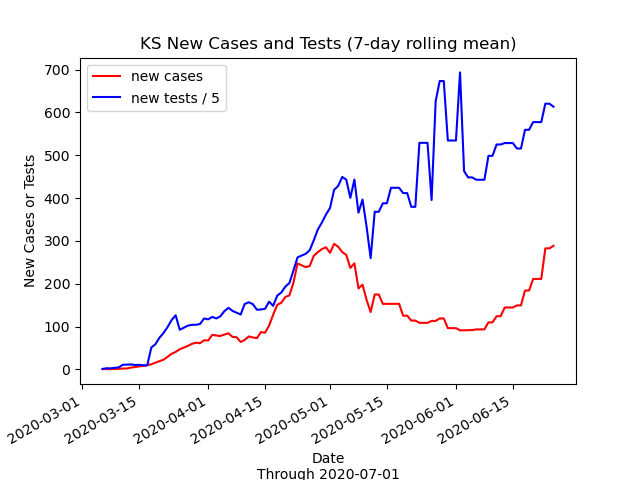 KS New Cases and Tests (7-day rolling mean)
new cases
new tests / 5
New Cases or Tests
700
600
500
400
300
200
100
0
2020-03-01
2020-03-15
2020-04-01
2020-04-15
2020-05-01
2020-05-15
2020-06-01
2020-06-15
Date
Through 2020-07-01